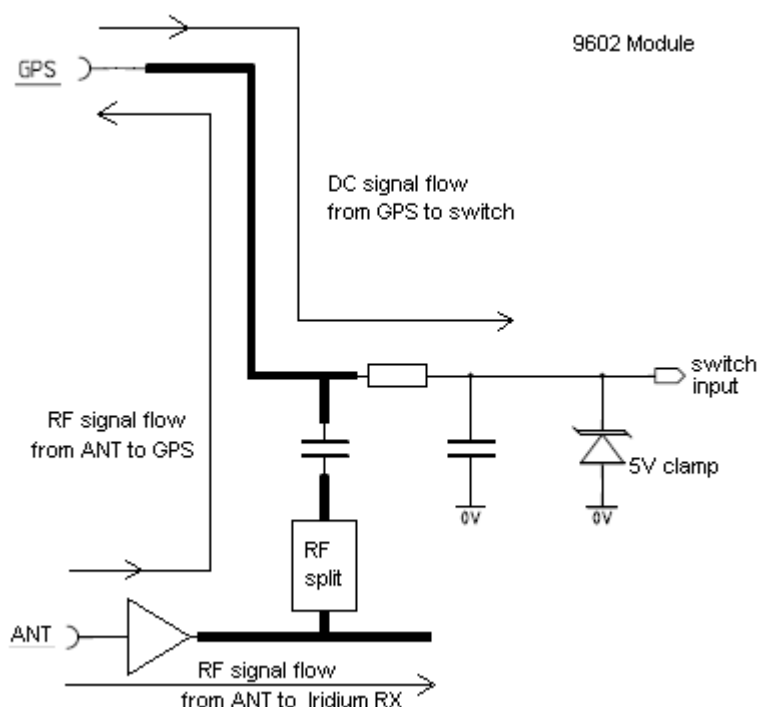 9602 Module
GPS
DC signal flow
from GPS to switch
switch
input
RF signal flow
from ANT to GPS
5V clamp
0V
0V
RF
split
ANT
RF signal flow
from ANT to Iridium RX